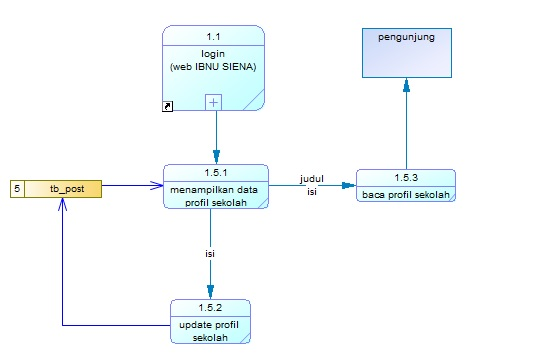 1.1
login
(web IBNU SIENA)
pengunjung
1.5.1
menampilkan data
profil sekolah
5 tb_post
judul
isi
1.5.3
baca profil sekolah
isi
1.5.2
update profil
sekolah